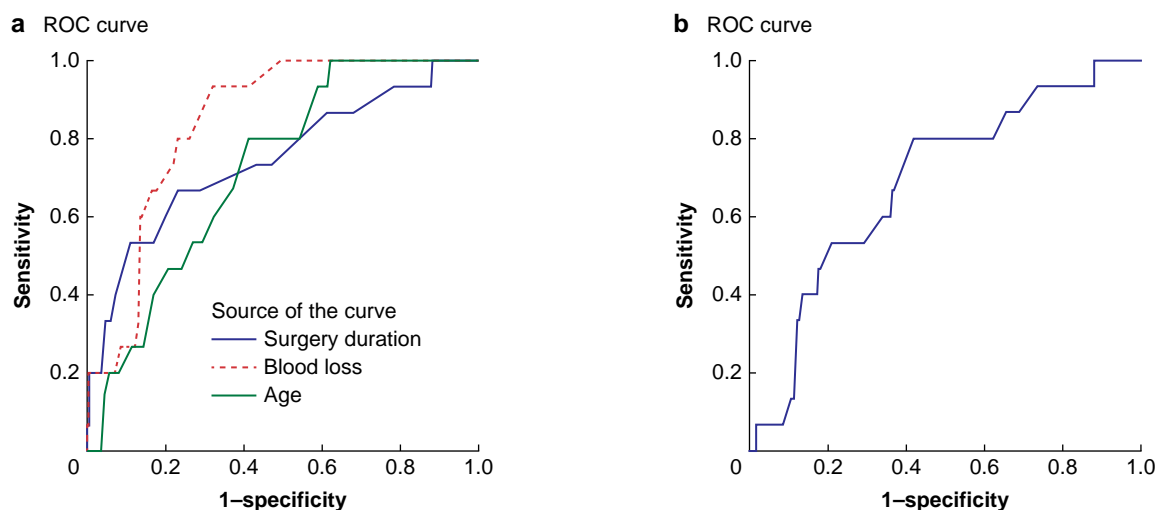 a ROC curve
1.0
0.8
0.6
0.4
0.2
0
0.2
0.4
0.6
0.8
1.0
Sensitivity
1–specificity
Source of the curve
Surgery duration
Blood loss
Age
b ROC curve
1.0
0.8
0.6
0.4
0.2
0
0.2
0.4
0.6
0.8
1.0
Sensitivity
1–specificity